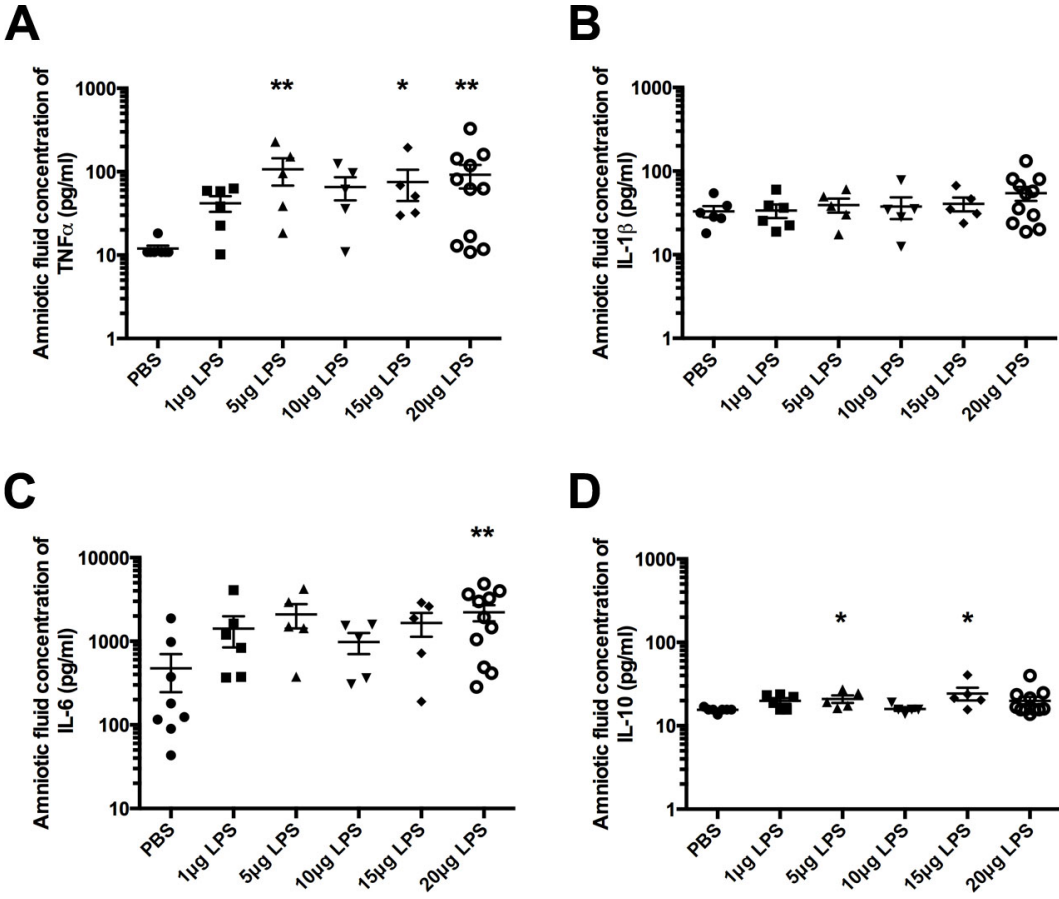 A
Amniotic fluid concentration of
TNFα (pg/ml)
1000
100
10
1
** * **
PBS
1µg LPS
5µg LPS
10µg LPS
15µg LPS
20µg LPS
B
Amniotic fluid concentration of
IL-1β (pg/ml)
1000
100
10
1
PBS
1µg LPS
5µg LPS
10µg LPS
15µg LPS
20µg LPS
C
Amniotic fluid concentration of
IL-6 (pg/ml)
10000
1000
100
10
**
PBS
1µg LPS
5µg LPS
10µg LPS
15µg LPS
20µg LPS
D
Amniotic fluid concentration of
IL-10 (pg/ml)
1000
100
10
1
* *
PBS
1µg LPS
5µg LPS
10µg LPS
15µg LPS
20µg LPS